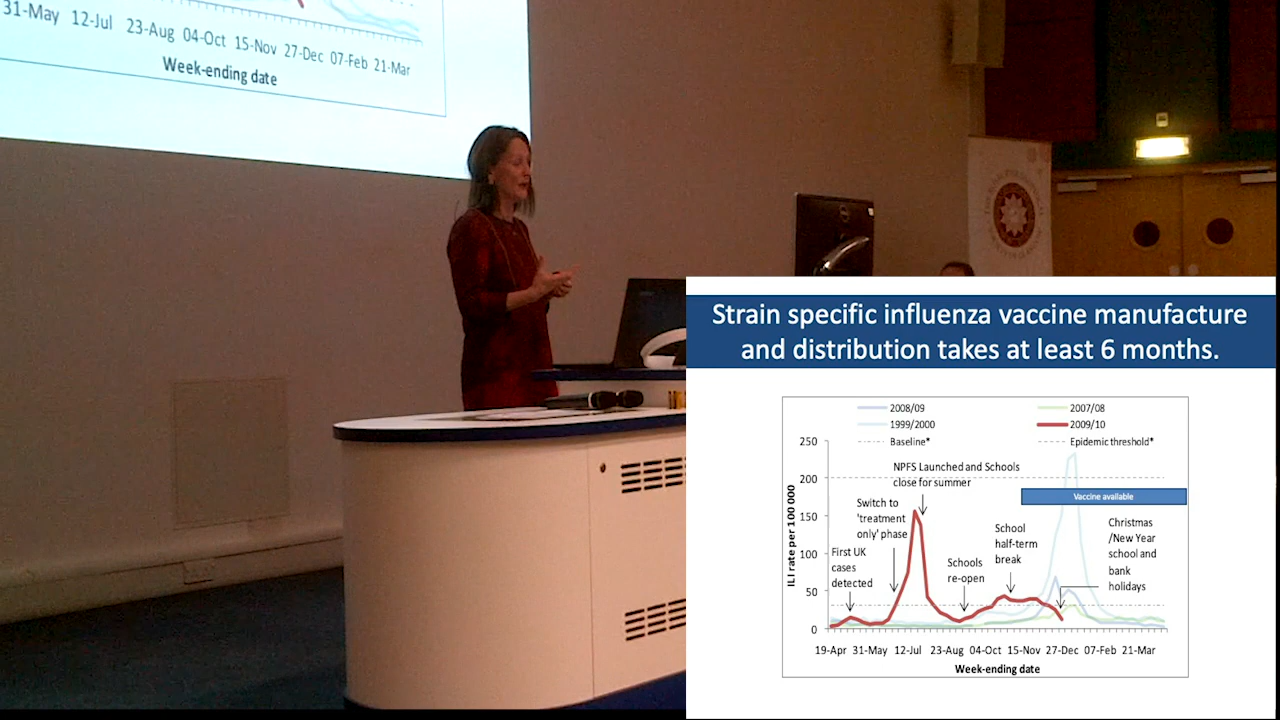 31-May 12-Jul 23-Aug 04-Oct 15-Nov 27-Dec 07-Feb 21-Mar
Week-ending date
DELL
Strain specific influenza vaccine manufacture
and distribution takes at least 6 months.
2008/09
2007/08
1999/2000
2009/10
Baseline*
Epidemic threshold*
250
200
150
100
50
0
ILI rate per 100 000
NPFS Launched and Schools
close for summer
Vaccine available
Switch to
'treatment
only' phase
First UK
cases
detected
Schools
re-open
School
half-term
break
Christmas
/New Year
school and
bank
holidays
19-Apr 31-May 12-Jul 23-Aug 04-Oct 15-Nov 27-Dec 07-Feb 21-Mar
Week-ending date